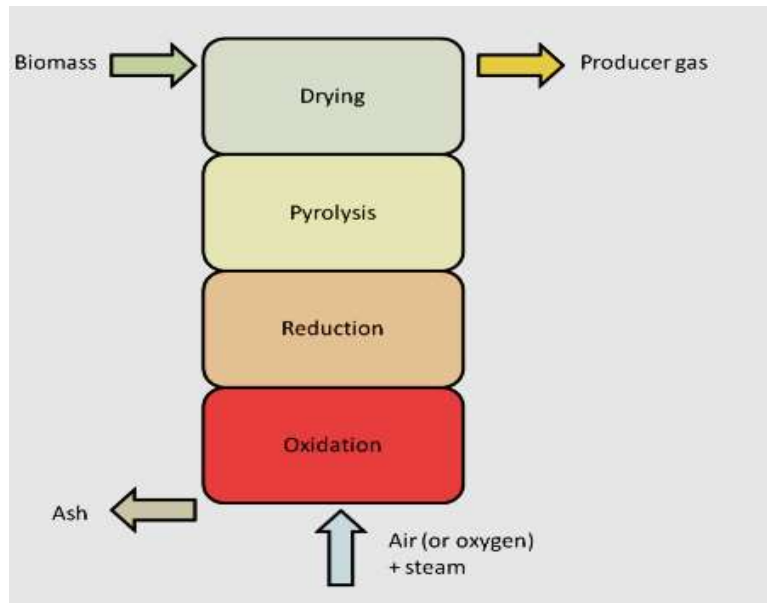 Biomass
Producer gas
Drying
Pyrolysis
Reduction
Oxidation
Ash
Air (or oxygen)
+ steam